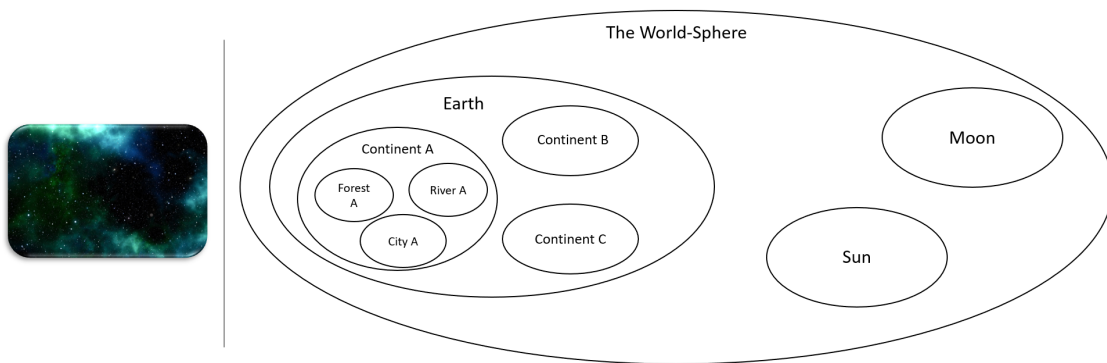 The World-Sphere
Earth
Continent A
Forest
A
River A
City A
Continent B
Continent C
Moon
Sun